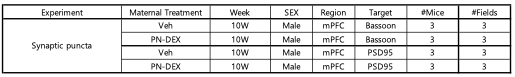 Experiment Maternal Treatment Week SEX Region Target #Mice #Fields
Synaptic puncta
Veh 10W Male mPFC Bassoon 3 3
PN-DEX 10W Male mPFC Bassoon 3 3
Veh 10W Male mPFC PSD95 3 3
PN-DEX 10W Male mPFC PSD95 3 3